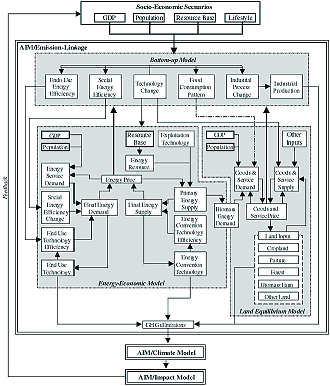 Socio-Economic Scenarios
GDP
Population
Resource Base
Lifestyle
AIM/Emission-Linkage
Bottom-up Model
End Use
Energy
Efficiency
Social
Energy
Efficiency
Technology
Change
Food
Consumption
Pattern
Industrial
Process
Change
Industrial
Production
GDP
Population
Resource
Base
Exploitation
Technology
GDP
Population
Other
Inputs
Energy
Resource
Energy
Service
Demand
Energy Price
Goods &
Service
Demand
Goods &
Service
Supply
Social
Energy
Efficiency
Change
Final Energy
Demand
Final Energy
Supply
Primary
Energy
Supply
Biomass
Energy
Demand
Goods and
Service Price
End Use
Technology
Efficiency
Energy
Convention
Technology
Efficiency
Land Input
Cropland
Pasture
Forest
Biomass Farm
Other Land
End Use
Technology
Energy
Convention
Technology
Energy-Economic Model
Land Equilibrium Model
GHG Emissions
AIM/Climate Model
AIM/Impact Model
Feedback